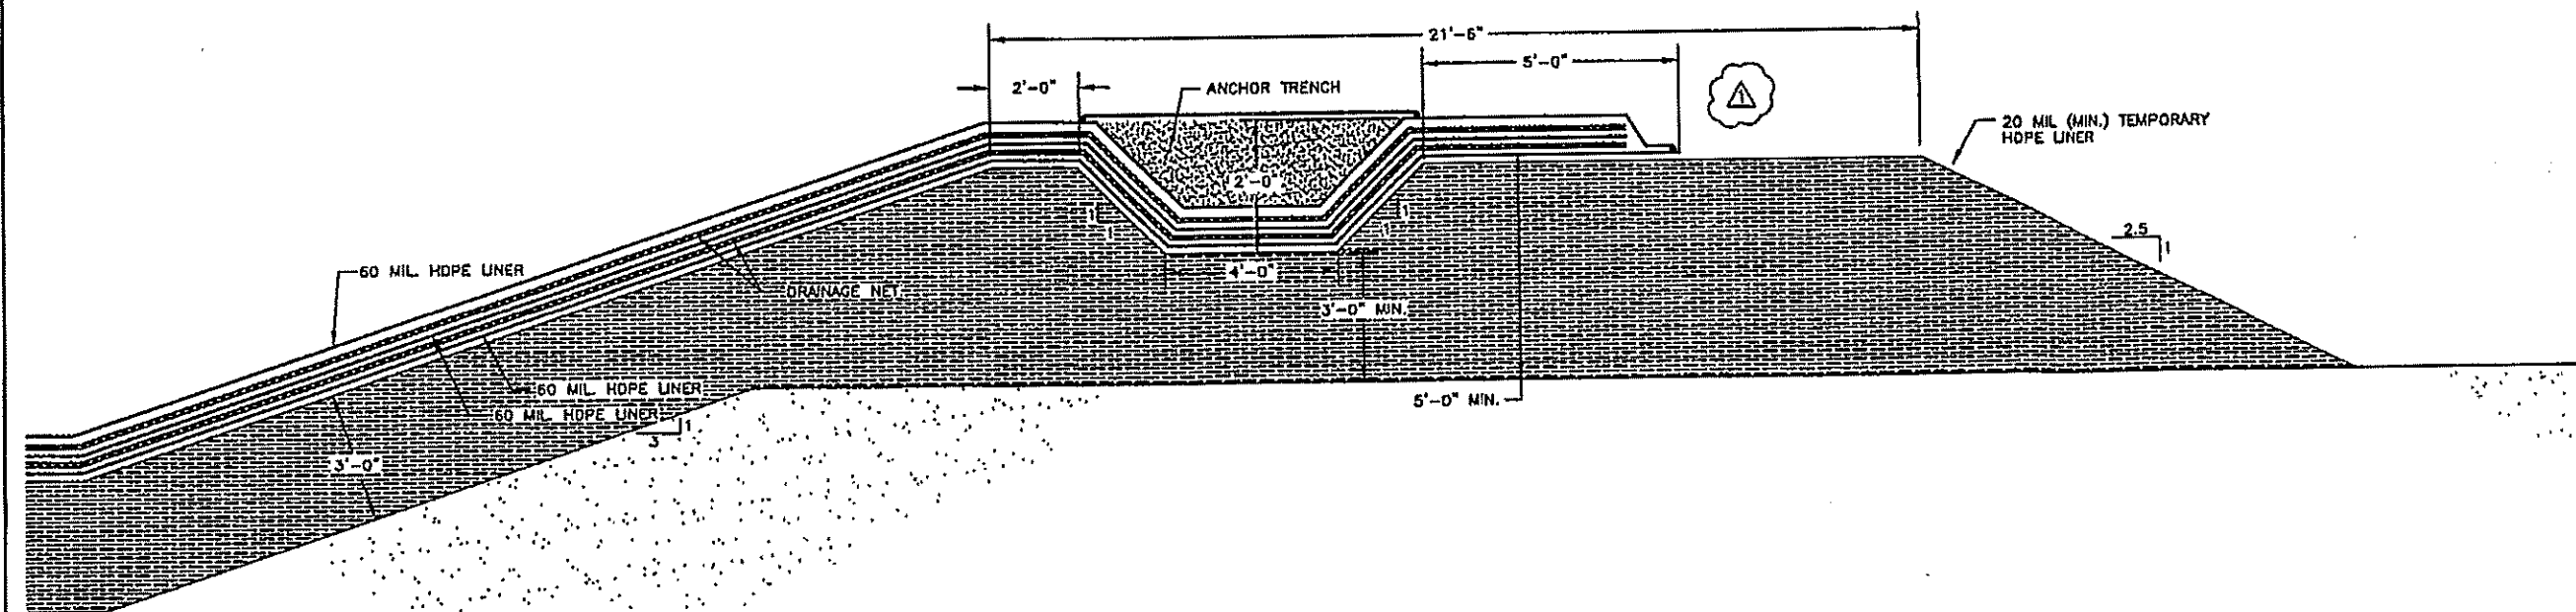 21'-6"
5'-0"
2'-0"
ANCHOR TRENCH
1
20 MIL (MIN.) TEMPORARY
HDPE LINER
2'-0"
1
1
1
1
2.5
1
60 MIL. HDPE LINER
DRAINAGE NET
4'-0"
3'-0" MIN.
60 MIL. HDPE LINER
60 MIL. HDPE LINER
5'-0" MIN.
1
3
3'-0"